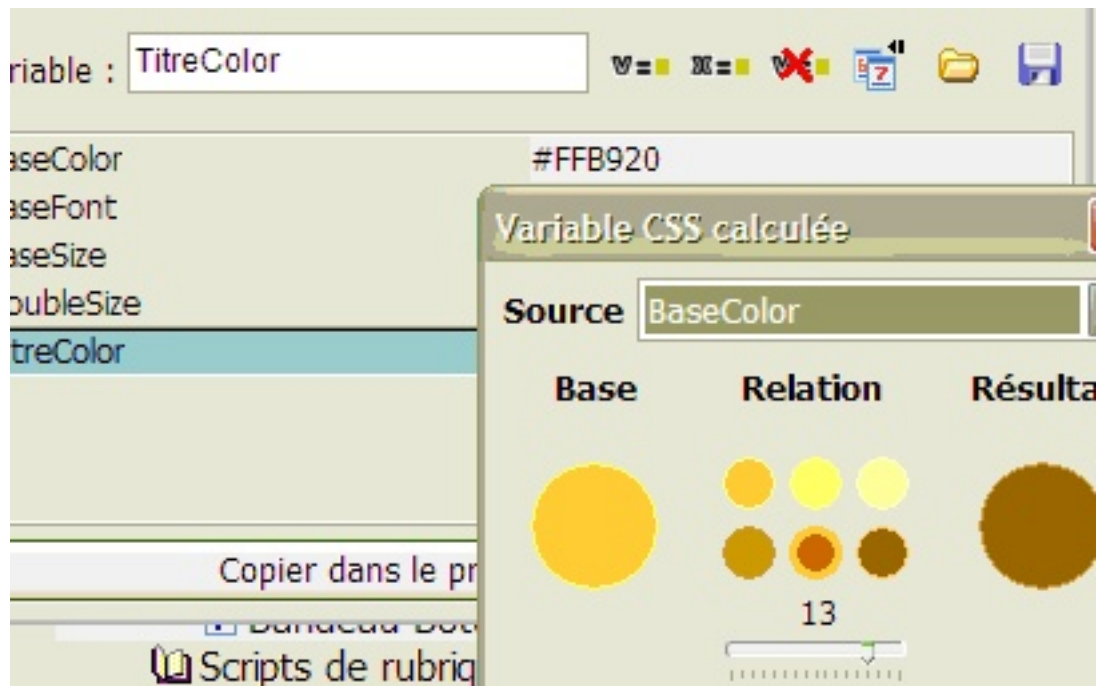 riable : TitreColor
aseColor #FFB920
aseFont
aseSize
oubleSize
treColor
Variable CSS calculée
Source BaseColor
Base Relation Résulta
13
Copier dans le pr
Scripts de rubriq